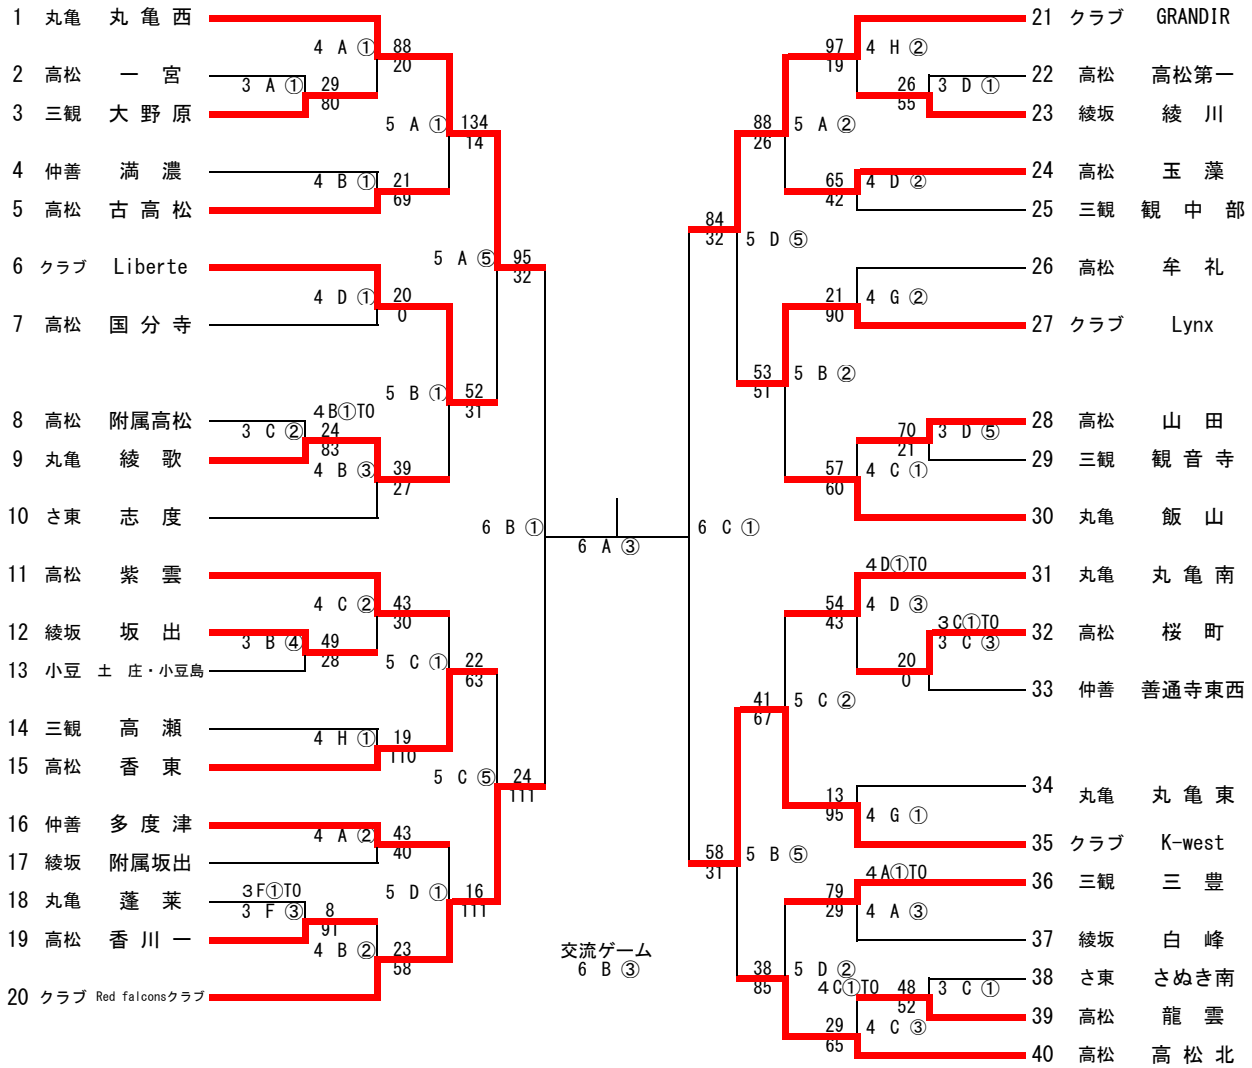 1 丸亀 丸 亀 西
4 A ①
88
20
2 高松 一 宮
3 A ①
29
80
3 三観 大 野 原
5 A ①
134
14
4 仲善 満 濃
4 B ①
21
69
5 高松 古 高 松
5 A ⑤
95
32
6 クラブ Liberte
4 D ①
20
0
7 高松 国 分 寺
5 B ①
52
31
8 高松 附属高松
4B①TO
3 C ②
24
83
9 丸亀 綾 歌
4 B ③
39
27
10 さ東 志 度
6 B ①
6 A ③
6 C ①
11 高松 紫 雲
4 C ②
43
30
12 綾坂 坂 出
3 B ④
49
28
13 小豆 土 庄・小豆島
5 C ①
22
63
14 三観 高 瀬
4 H ①
19
110
15 高松 香 東
5 C ⑤
24
111
16 仲善 多 度 津
4 A ②
43
40
17 綾坂 附属坂出
5 D ①
16
111
18 丸亀 蓬 莱
3F①TO
3 F ③
8
91
19 高松 香 川 一
4 B ②
23
58
20 クラブ Red falconsクラブ
交流ゲーム
6 B ③
21 クラブ GRANDIR
97
19
4 H ②
22 高松 高松第一
26
55
3 D ①
23 綾坂 綾 川
88
26
5 A ②
24 高松 玉 藻
65
42
4 D ②
25 三観 観 中 部
84
32
5 D ⑤
26 高松 牟 礼
21
90
4 G ②
27 クラブ Lynx
53
51
5 B ②
28 高松 山 田
70
21
3 D ⑤
29 三観 観 音 寺
57
60
4 C ①
30 丸亀 飯 山
4D①TO
31 丸亀 丸 亀 南
54
43
4 D ③
3C①TO
32 高松 桜 町
3 C ③
20
0
33 仲善 善通寺東西
41
67
5 C ②
34 丸亀 丸 亀 東
13
95
4 G ①
35 クラブ K-west
58
31
5 B ⑤
4A①TO
36 三観 三 豊
79
29
4 A ③
37 綾坂 白 峰
38
85
5 D ②
4C①TO
38 さ東 さぬき南
48
52
3 C ①
39 高松 龍 雲
29
65
4 C ③
40 高松 高 松 北